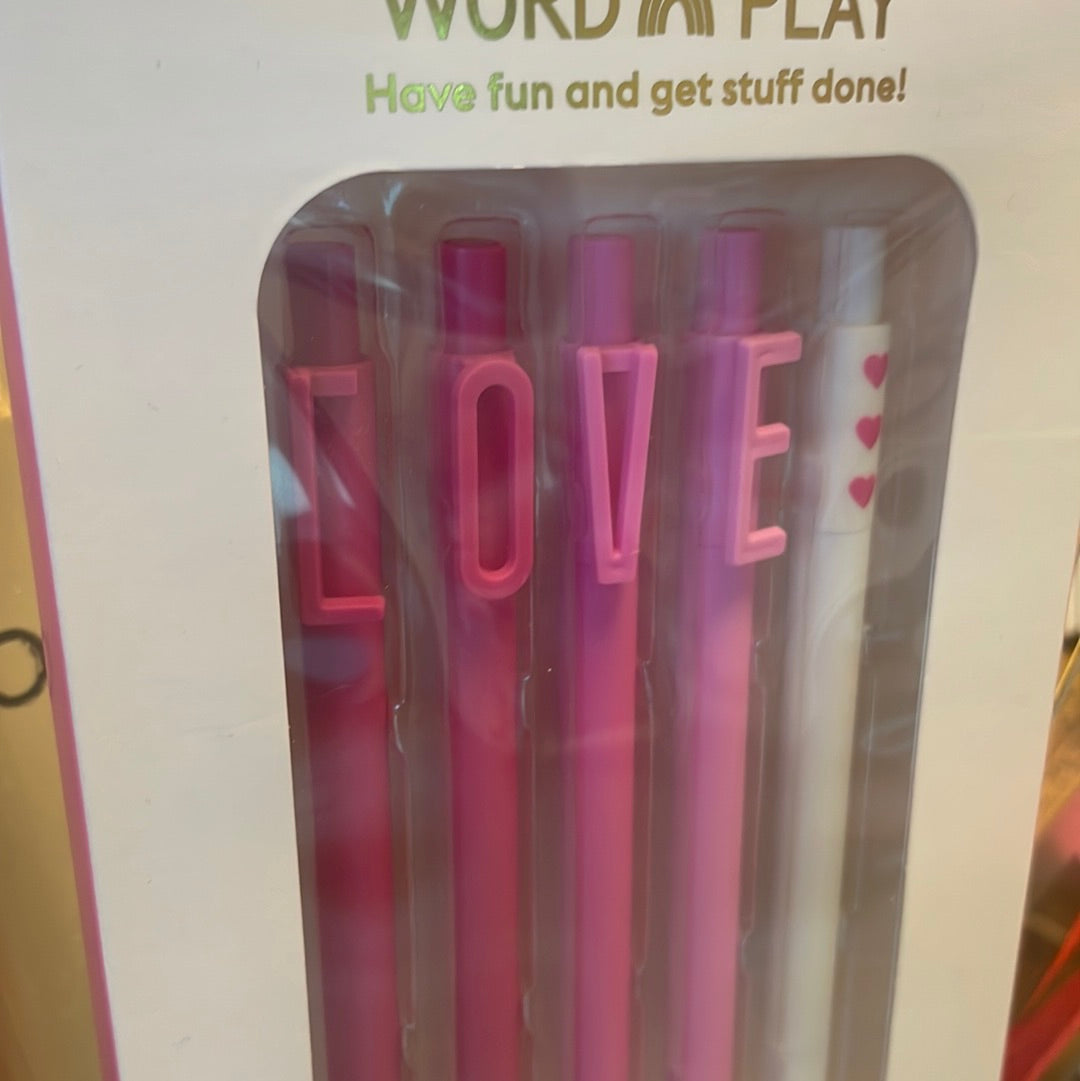 WORD PLAY
Have fun and get stuff done!
LOVE